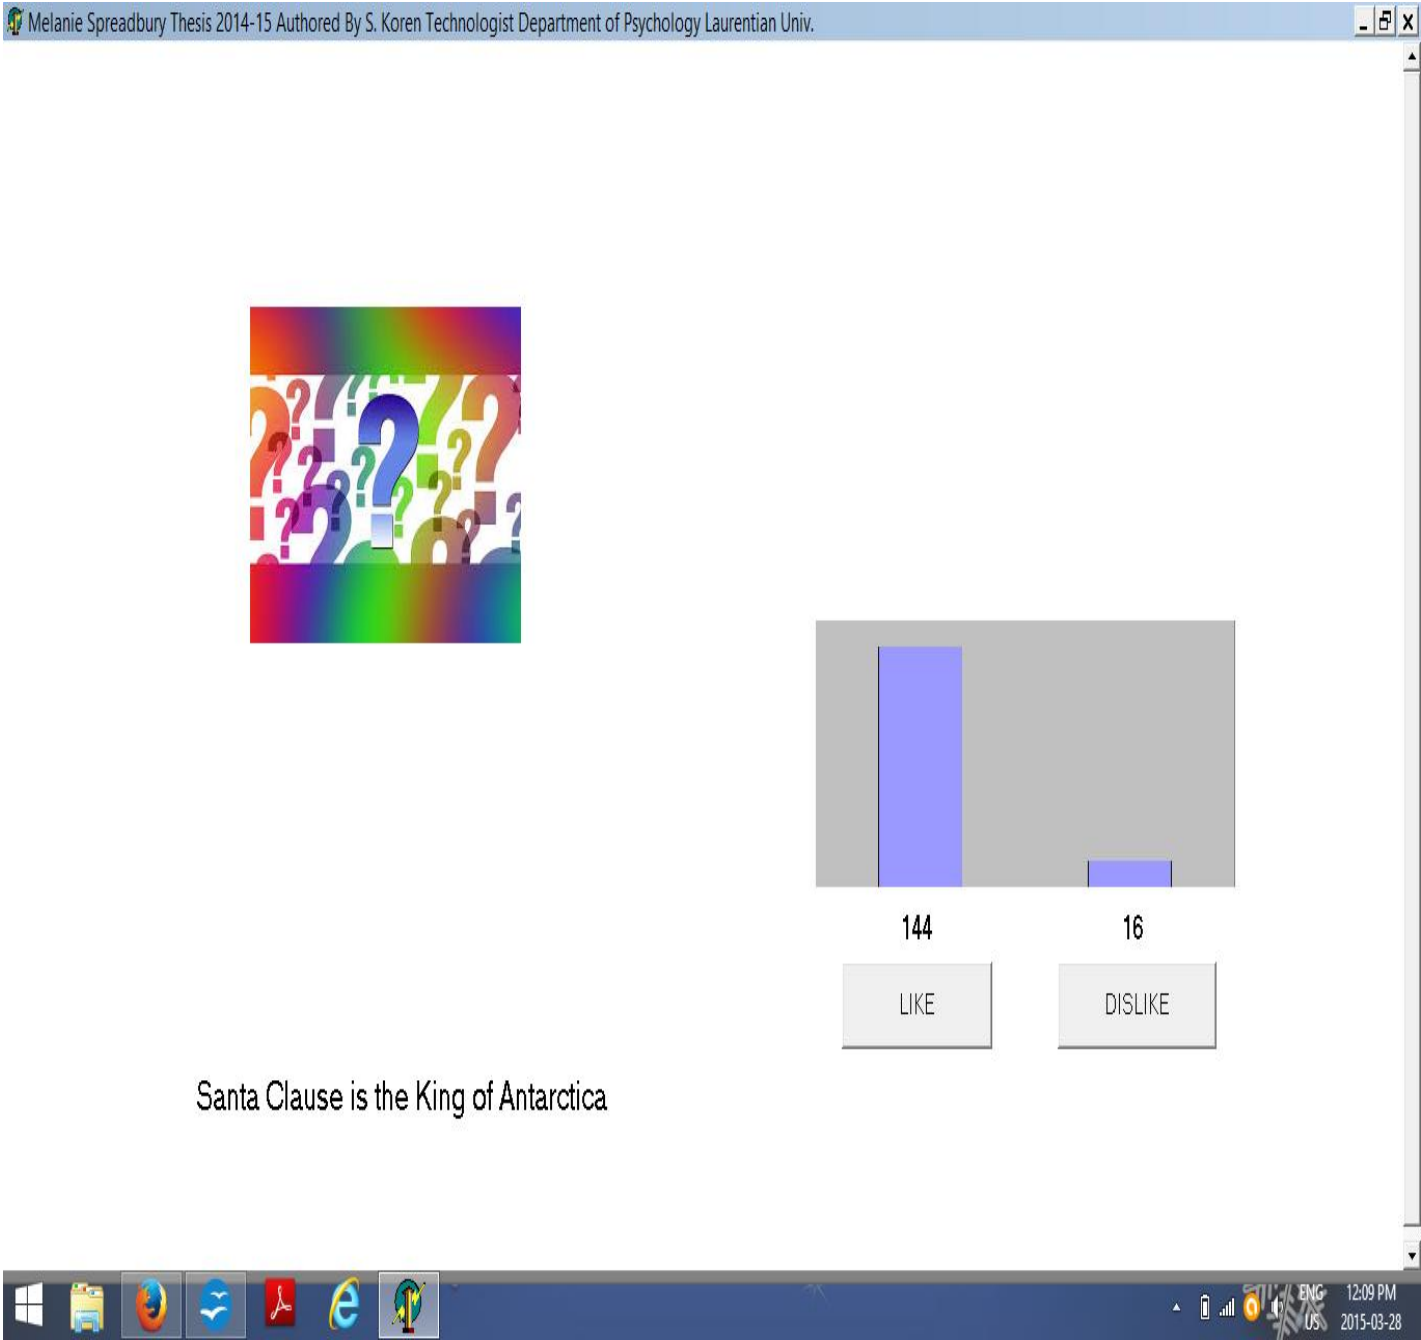 Melanie Spreadbury Thesis 2014-15 Authored By S. Koren Technologist Department of Psychology Laurentian Univ.
144 16
LIKE DISLIKE
Santa Clause is the King of Antarctica
ENG 12:09 PM
US 2015-03-28